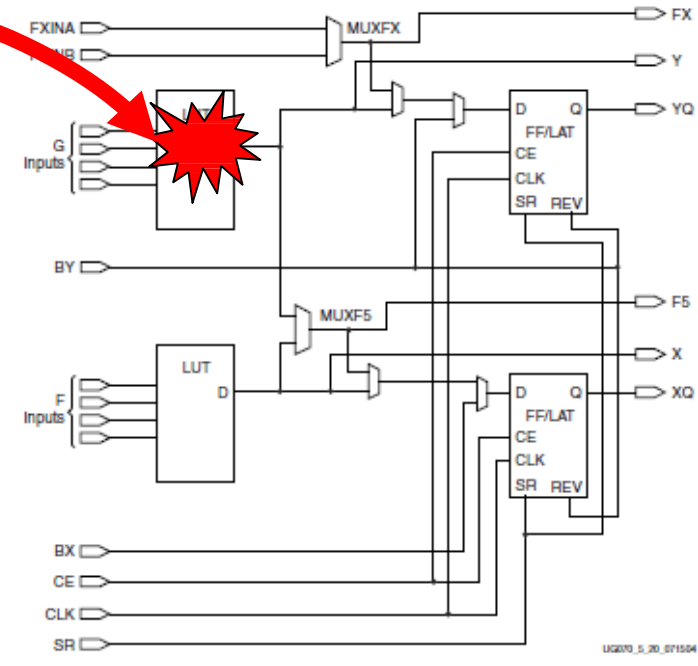 FXINA
MUXFX
FX
Y
G
Inputs
D
Q
YQ
FF/LAT
CE
CLK
SR
REV
BY
MUXF5
F5
X
LUT
D
F
Inputs
D
Q
XQ
FF/LAT
CE
CLK
SR
REV
BX
CE
CLK
SR
UG070_5_20_071504